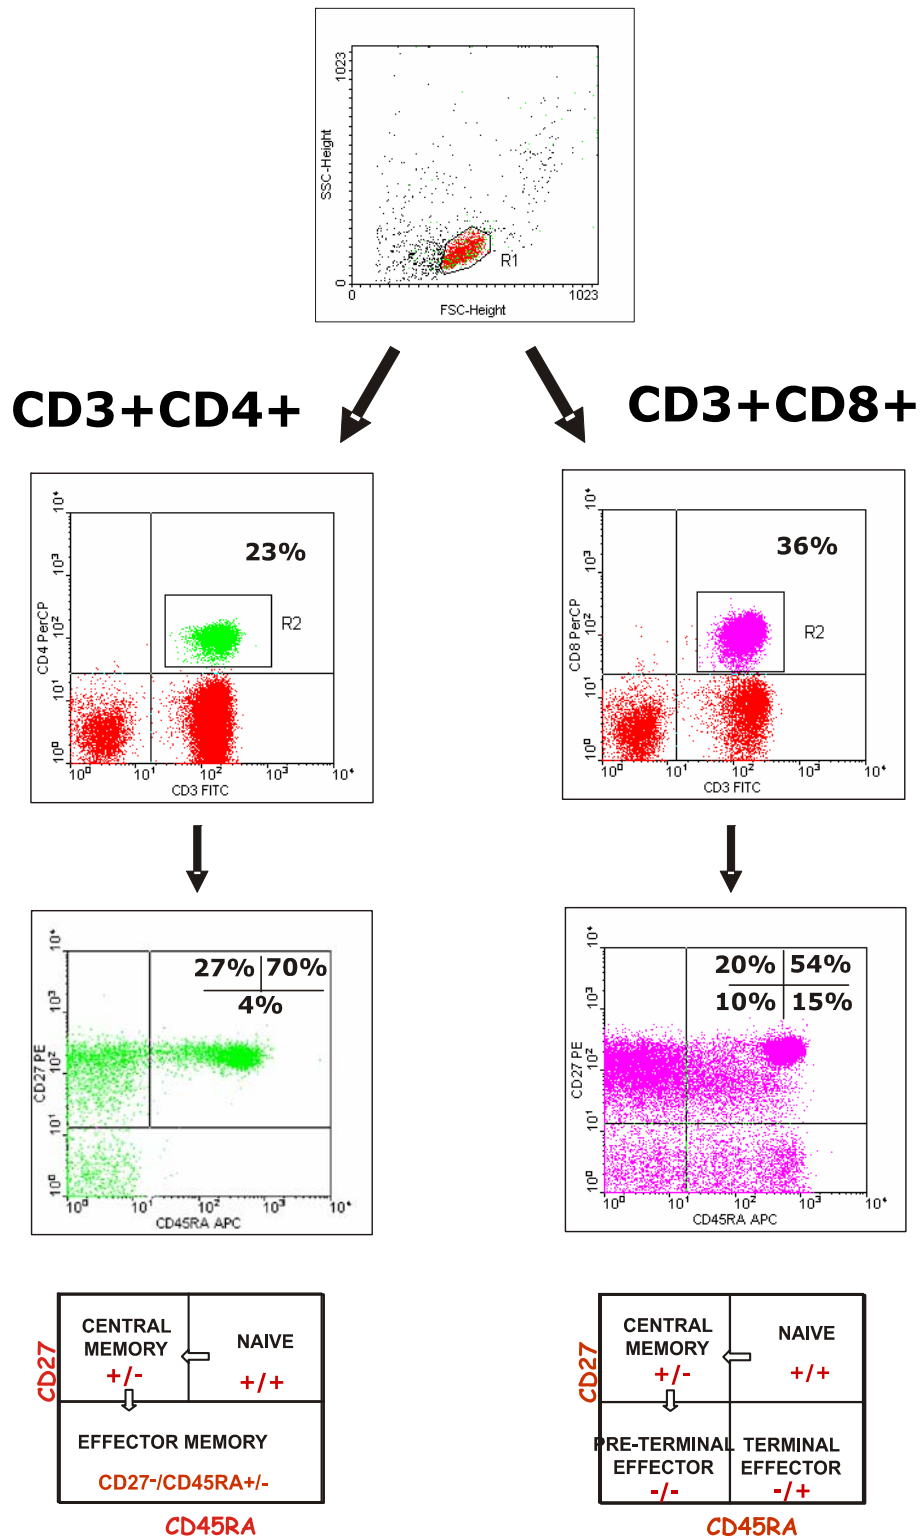 1023
SSC-Height
R1
0
0
1023
FSC-Height
CD3+CD4+
CD3+CD8+
10⁴
10³
10²
10¹
10⁰
CD4 PerCP
23%
R2
10⁰ 10¹ 10² 10³ 10⁴
CD3 FITC
10⁴
10³
10²
10¹
10⁰
CD8 PerCP
36%
R2
10⁰ 10¹ 10² 10³ 10⁴
CD3 FITC
10⁴
10³
10²
10¹
10⁰
CD27 PE
27% 70%
4%
10⁰ 10¹ 10² 10³ 10⁴
CD45RA APC
10⁴
10³
10²
10¹
10⁰
CD27 PE
20% 54%
10% 15%
10⁰ 10¹ 10² 10³ 10⁴
CD45RA APC
CD27
CENTRAL
MEMORY
+/-
NAIVE
+/+
EFFECTOR MEMORY
CD27⁻/CD45RA+/-
CD45RA
CD27
CENTRAL
MEMORY
+/-
NAIVE
+/+
PRE-TERMINAL
EFFECTOR
-/-
TERMINAL
EFFECTOR
-/+
CD45RA